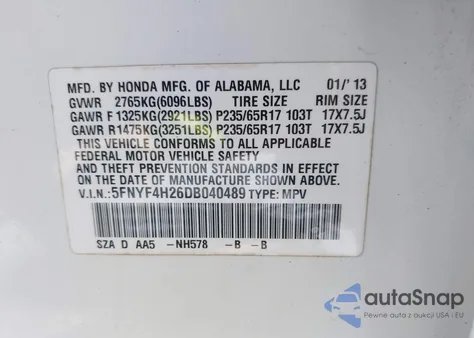 MFD. BY HONDA MFG. OF ALABAMA, LLC 01/'13
GVWR 2765KG(6096LBS) TIRE SIZE RIM SIZE
GAWR F 1325KG(2921LBS) P235/65R17 103T 17X7.5J
GAWR R1475KG(3251LBS) P235/65R17 103T 17X7.5J
THIS VEHICLE CONFORMS TO ALL APPLICABLE
FEDERAL MOTOR VEHICLE SAFETY
AND THEFT PREVENTION STANDARDS IN EFFECT
ON THE DATE OF MANUFACTURE SHOWN ABOVE.
V.I.N.: 5FNYF4H26DB040489 TYPE: MPV
SZA D AA5 -NH578 -B -B
autoSnap
Pewne auta z aukcji USA - EU